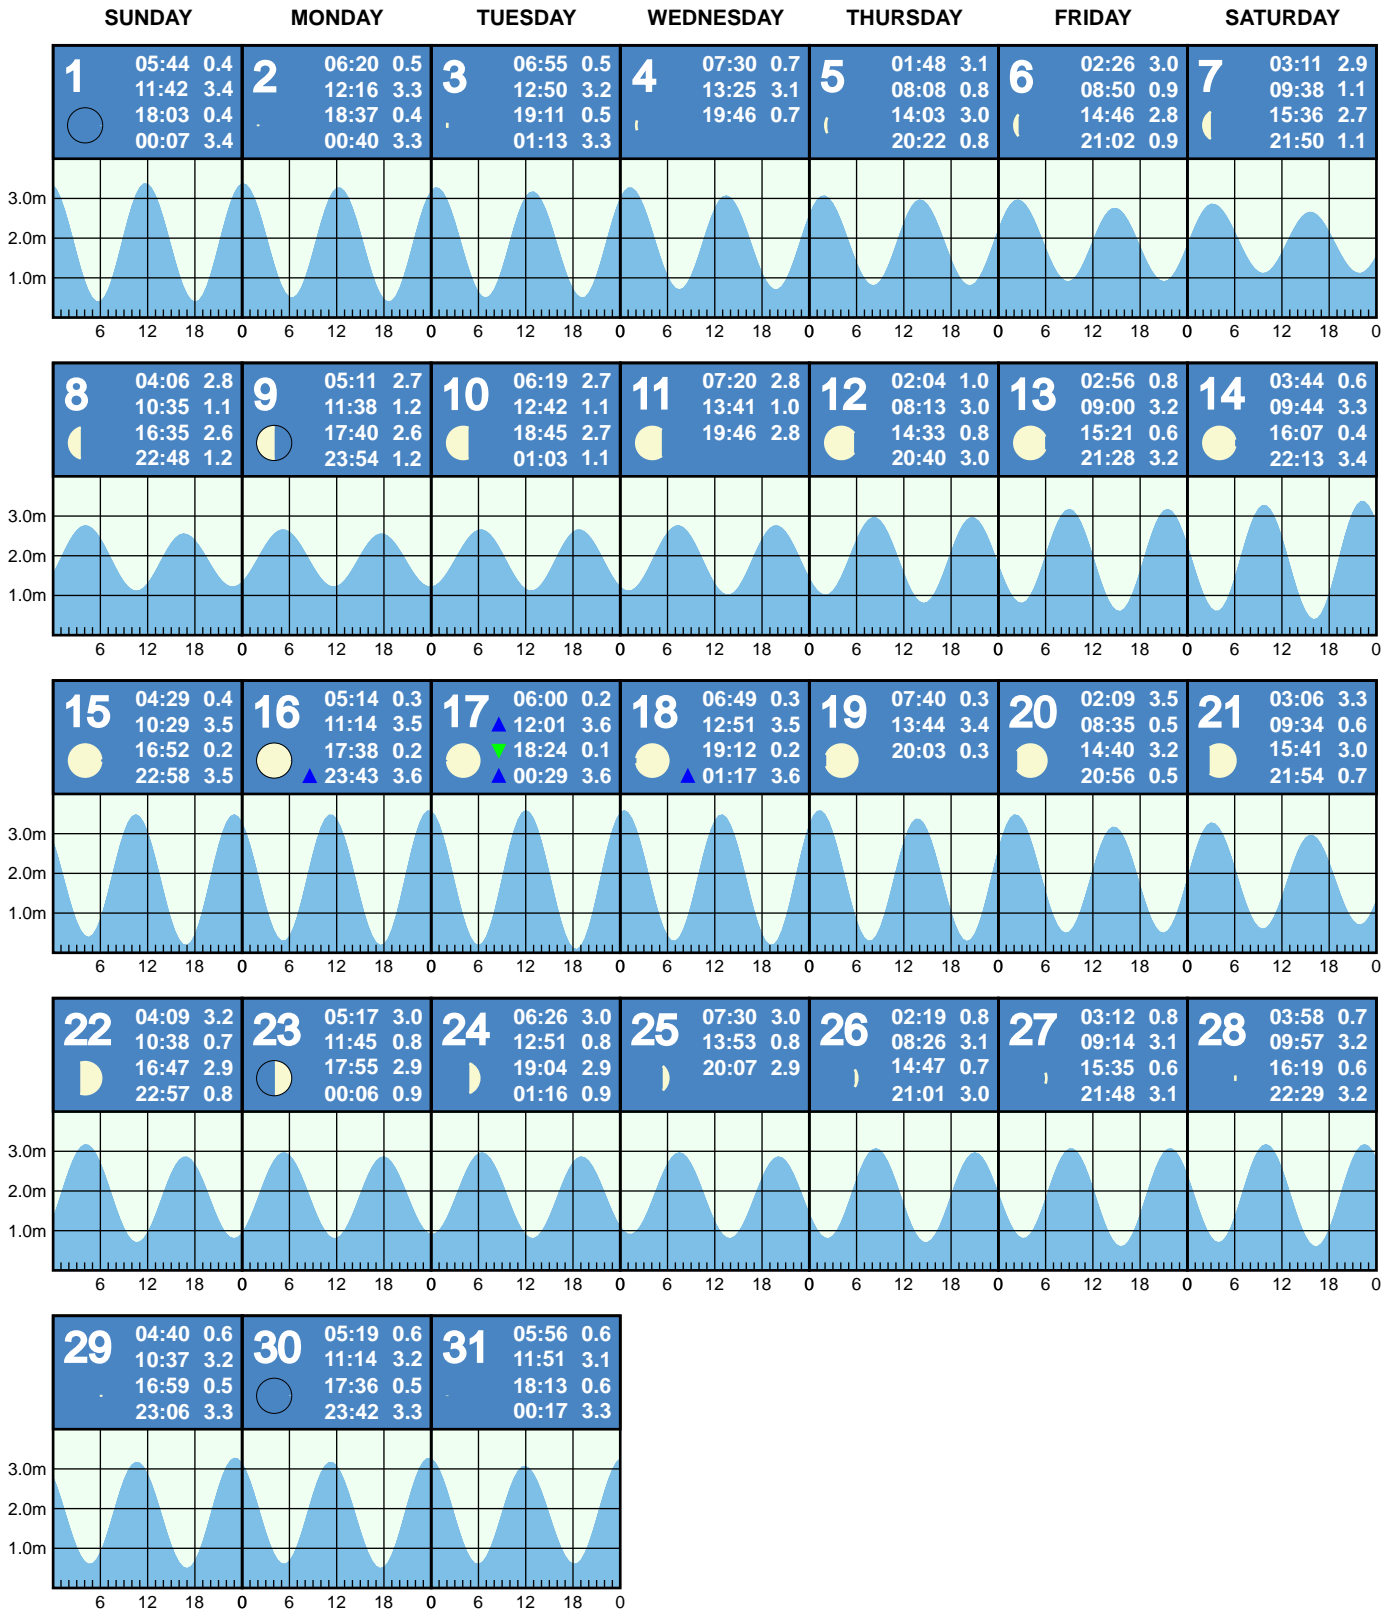 SUNDAY MONDAY TUESDAY WEDNESDAY THURSDAY FRIDAY SATURDAY
1 05:44 0.4
11:42 3.4
18:03 0.4
00:07 3.4
2 06:20 0.5
12:16 3.3
18:37 0.4
00:40 3.3
3 06:55 0.5
12:50 3.2
19:11 0.5
01:13 3.3
4 07:30 0.7
13:25 3.1
19:46 0.7
5 01:48 3.1
08:08 0.8
14:03 3.0
20:22 0.8
6 02:26 3.0
08:50 0.9
14:46 2.8
21:02 0.9
7 03:11 2.9
09:38 1.1
15:36 2.7
21:50 1.1
3.0m
2.0m
1.0m
6 12 18 0 6 12 18 0 6 12 18 0 6 12 18 0 6 12 18 0 6 12 18 0 6 12 18 0
8 04:06 2.8
10:35 1.1
16:35 2.6
22:48 1.2
9 05:11 2.7
11:38 1.2
17:40 2.6
23:54 1.2
10 06:19 2.7
12:42 1.1
18:45 2.7
01:03 1.1
11 07:20 2.8
13:41 1.0
19:46 2.8
12 02:04 1.0
08:13 3.0
14:33 0.8
20:40 3.0
13 02:56 0.8
09:00 3.2
15:21 0.6
21:28 3.2
14 03:44 0.6
09:44 3.3
16:07 0.4
22:13 3.4
3.0m
2.0m
1.0m
6 12 18 0 6 12 18 0 6 12 18 0 6 12 18 0 6 12 18 0 6 12 18 0 6 12 18 0
15 04:29 0.4
10:29 3.5
16:52 0.2
22:58 3.5
16 05:14 0.3
11:14 3.5
17:38 0.2
23:43 3.6
17 06:00 0.2
12:01 3.6
18:24 0.1
00:29 3.6
18 06:49 0.3
12:51 3.5
19:12 0.2
01:17 3.6
19 07:40 0.3
13:44 3.4
20:03 0.3
20 02:09 3.5
08:35 0.5
14:40 3.2
20:56 0.5
21 03:06 3.3
09:34 0.6
15:41 3.0
21:54 0.7
3.0m
2.0m
1.0m
6 12 18 0 6 12 18 0 6 12 18 0 6 12 18 0 6 12 18 0 6 12 18 0 6 12 18 0
22 04:09 3.2
10:38 0.7
16:47 2.9
22:57 0.8
23 05:17 3.0
11:45 0.8
17:55 2.9
00:06 0.9
24 06:26 3.0
12:51 0.8
19:04 2.9
01:16 0.9
25 07:30 3.0
13:53 0.8
20:07 2.9
26 02:19 0.8
08:26 3.1
14:47 0.7
21:01 3.0
27 03:12 0.8
09:14 3.1
15:35 0.6
21:48 3.1
28 03:58 0.7
09:57 3.2
16:19 0.6
22:29 3.2
3.0m
2.0m
1.0m
6 12 18 0 6 12 18 0 6 12 18 0 6 12 18 0 6 12 18 0 6 12 18 0 6 12 18 0
29 04:40 0.6
10:37 3.2
16:59 0.5
23:06 3.3
30 05:19 0.6
11:14 3.2
17:36 0.5
23:42 3.3
31 05:56 0.6
11:51 3.1
18:13 0.6
00:17 3.3
3.0m
2.0m
1.0m
6 12 18 0 6 12 18 0 6 12 18 0